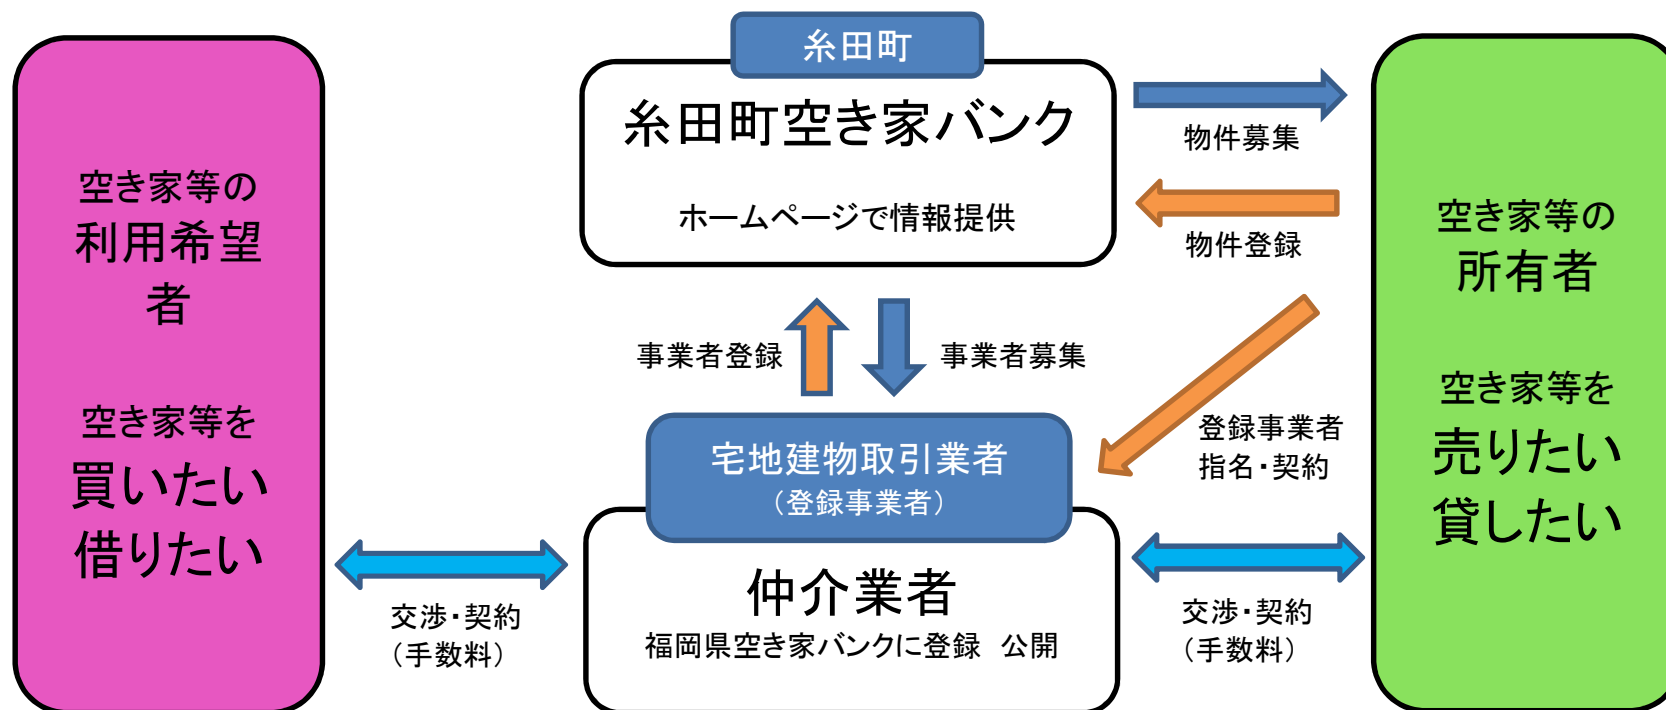 糸田町
糸田町空き家バンク
ホームページで情報提供
物件募集
物件登録
空き家等の
利用希望
者
空き家等を
買いたい
借りたい
事業者登録
事業者募集
登録事業者
指名・契約
空き家等の
所有者
空き家等を
売りたい
貸したい
宅地建物取引業者
（登録事業者）
仲介業者
福岡県空き家バンクに登録　公開
交渉・契約
（手数料）
交渉・契約
（手数料）